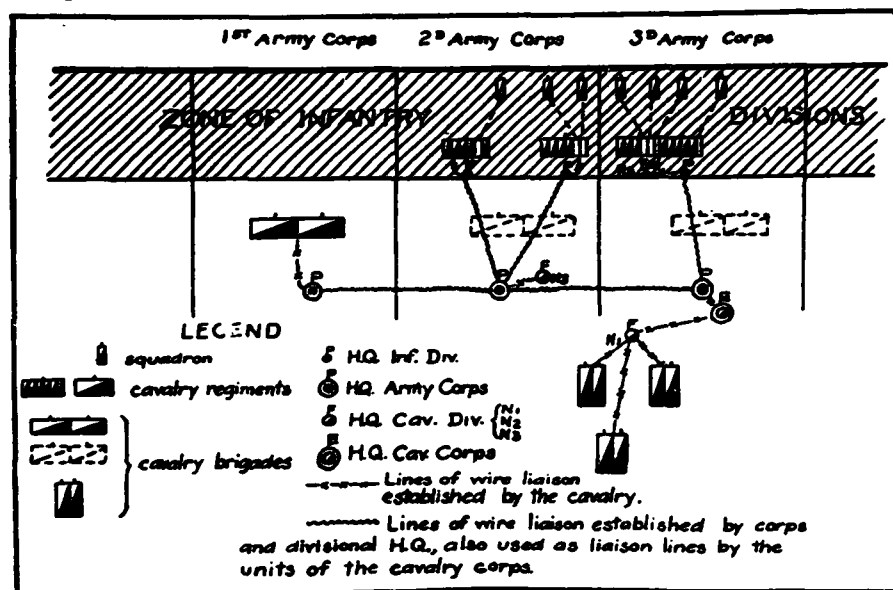 1ST Army Corps 2D Army Corps 3D Army Corps
ZONE OF INFANTRY DIVISIONS
N3
N1
LEGEND
squadron
cavalry regiments
cavalry brigades
H.Q. Inf. Div.
HQ. Army Corps
H.Q. Cav. Div. { N1
N2
N3
H.Q. Cav. Corps
Lines of wire liaison
established by the cavalry.
Lines of wire liaison established by corps
and divisional H.Q., also used as liaison lines by the
units of the cavalry corps.